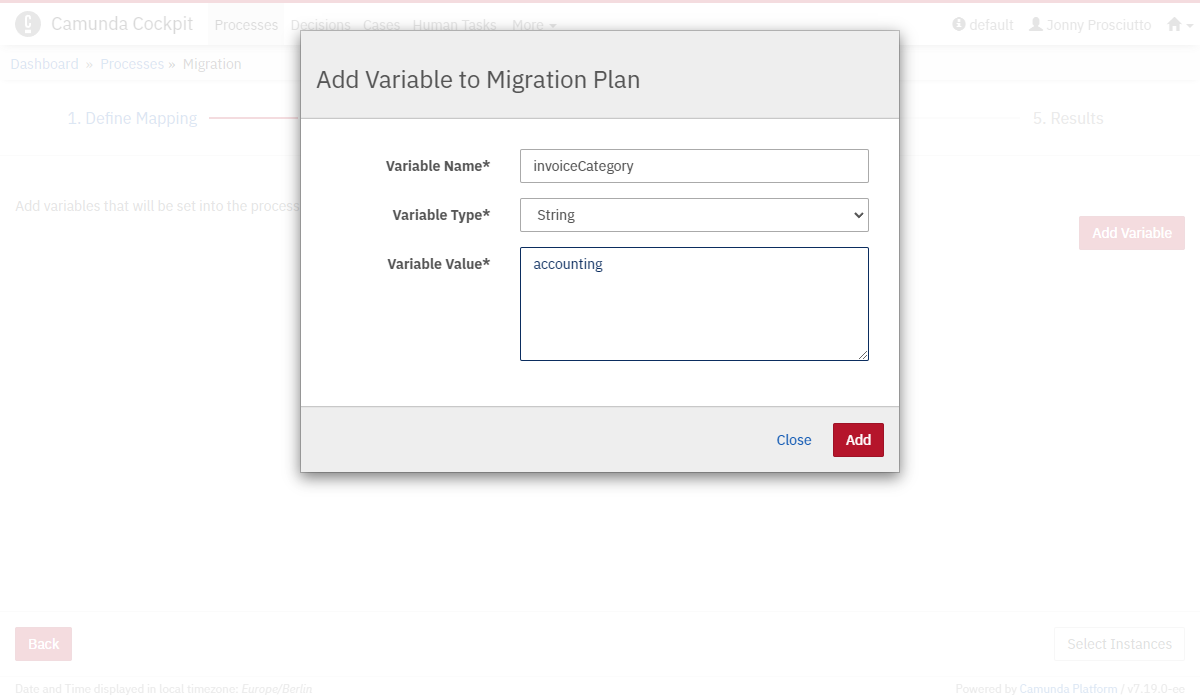 Camunda Cockpit Processes Decisions Cases Human Tasks More default Jonny Prosciutto
Dashboard » Processes » Migration
Add Variable to Migration Plan
1. Define Mapping
5. Results
Variable Name* invoiceCategory
Add variables that will be set into the process
Variable Type* String
Add Variable
Variable Value* accounting
Close Add
Back Select Instances
Date and Time displayed in local timezone: Europe/Berlin Powered by Camunda Platform / v7.19.0-ee